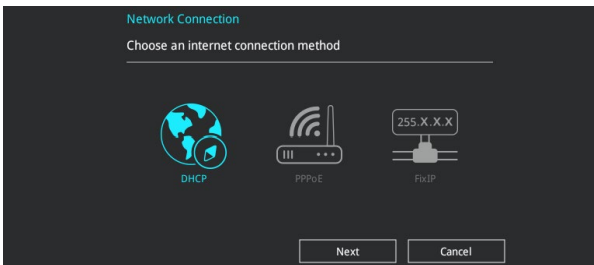 Network Connection
Choose an internet connection method
255.X.X.X
DHCP
PPPoE
FixIP
Next
Cancel